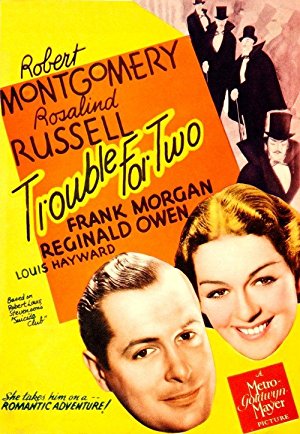 Robert
MONTGOMERY
Rosalind
RUSSELL
Trouble For Two
FRANK MORGAN
REGINALD OWEN
LOUIS HAYWARD
Based on
Robert Louis
Stevenson's
"Suicide
Club"
She takes him on a --
ROMANTIC ADVENTURE!
A
Metro-
Goldwyn-
Mayer
PICTURE